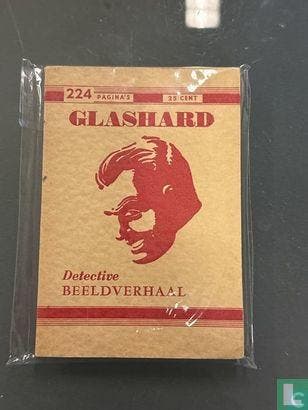 224 PAGINA'S 25 CENT
GLASHARD
Detective
BEELDVERHAAL